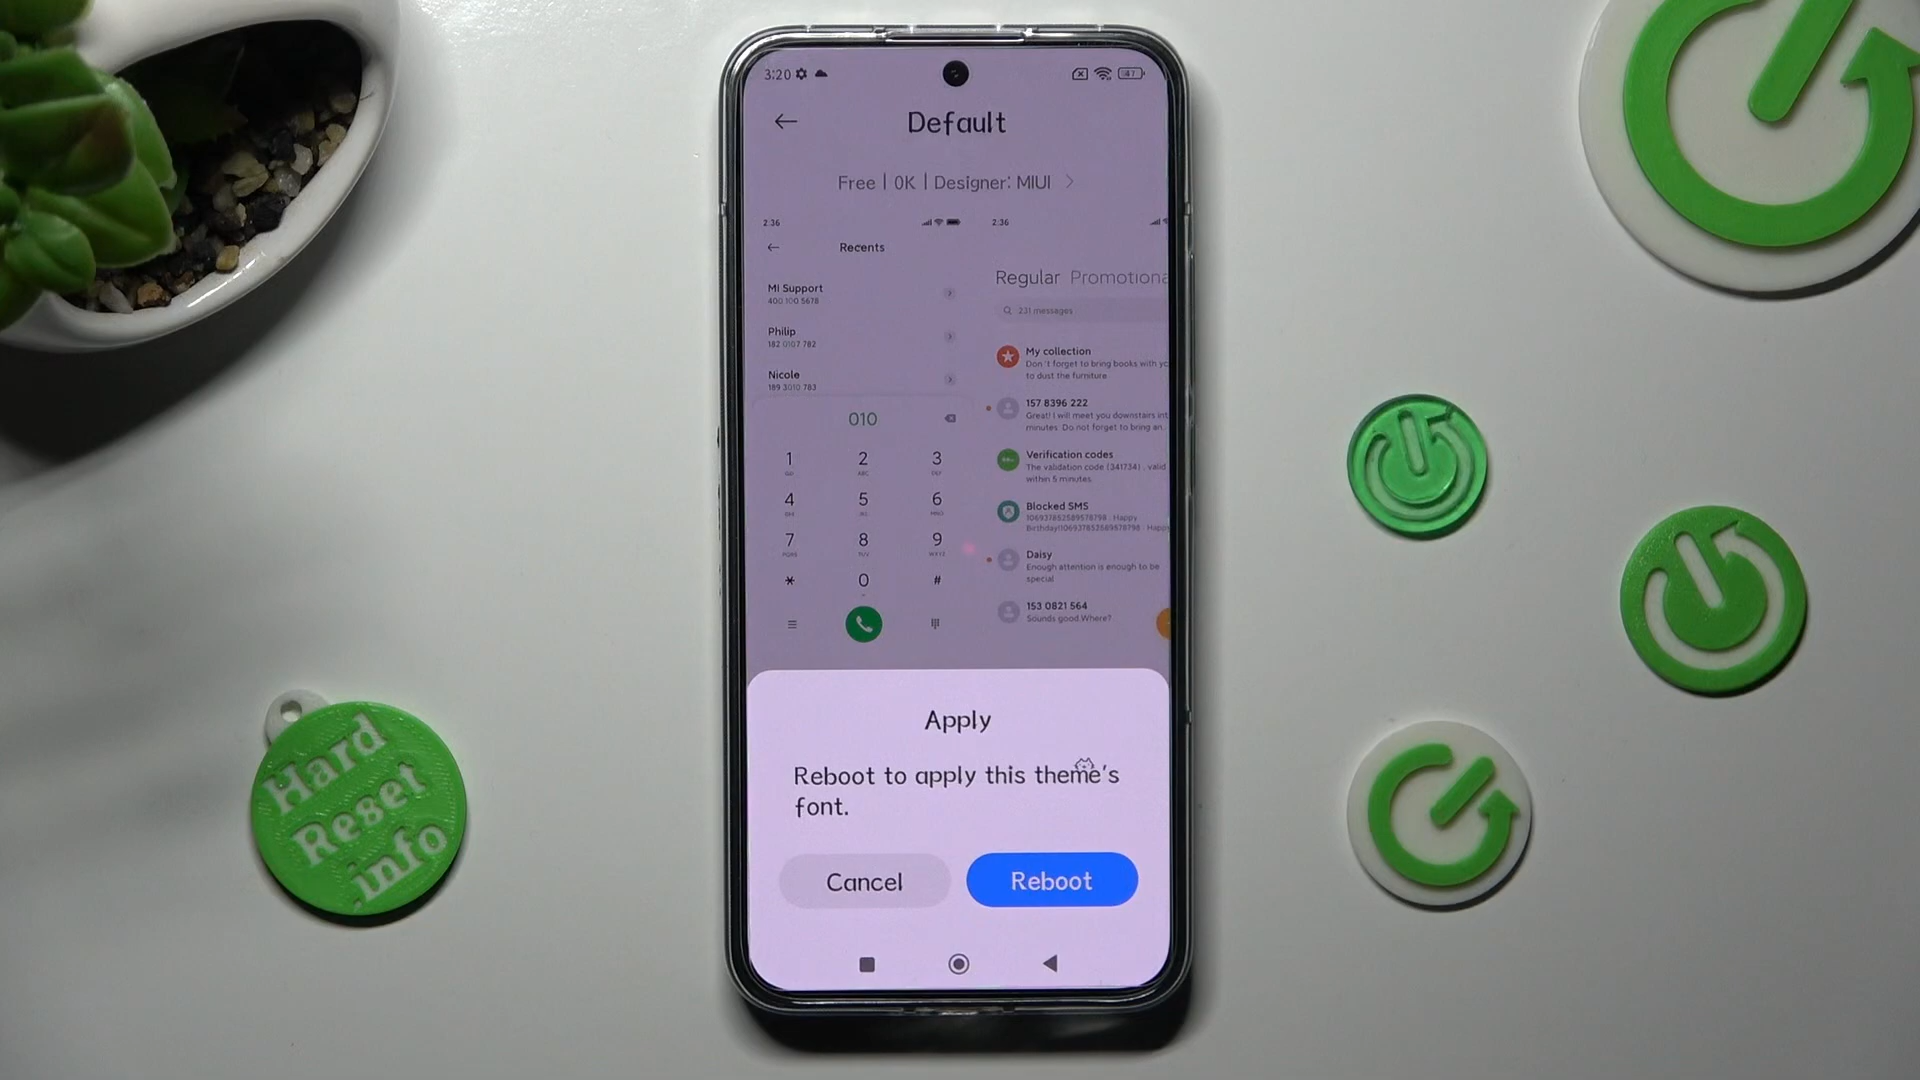 3:20
47
Default
Free | 0K | Designer: MIUI
2:36
Recents
MI Support
400 100 5678
Philip
182 0107 782
Nicole
189 3010 783
010
1 2 3
ABC DEF
4 5 6
GHI JKL MNO
7 8 9
PQRS TUV WXYZ
* 0 #
2:36
Regular Promotiona
231 messages
My collection
Don't forget to bring books with yo
to dust the furniture
157 8396 222
Great! I will meet you downstairs int
minutes. Do not forget to bring an
Verification codes
The validation code (341734) , valid
within 5 minutes
Blocked SMS
106937852589578798 : Happy
Daisy
Enough attention is enough to be
special
153 0821 564
Sounds good.Where?
Apply
Reboot to apply this theme's
font.
Cancel
Reboot
Hard
Reset
.info